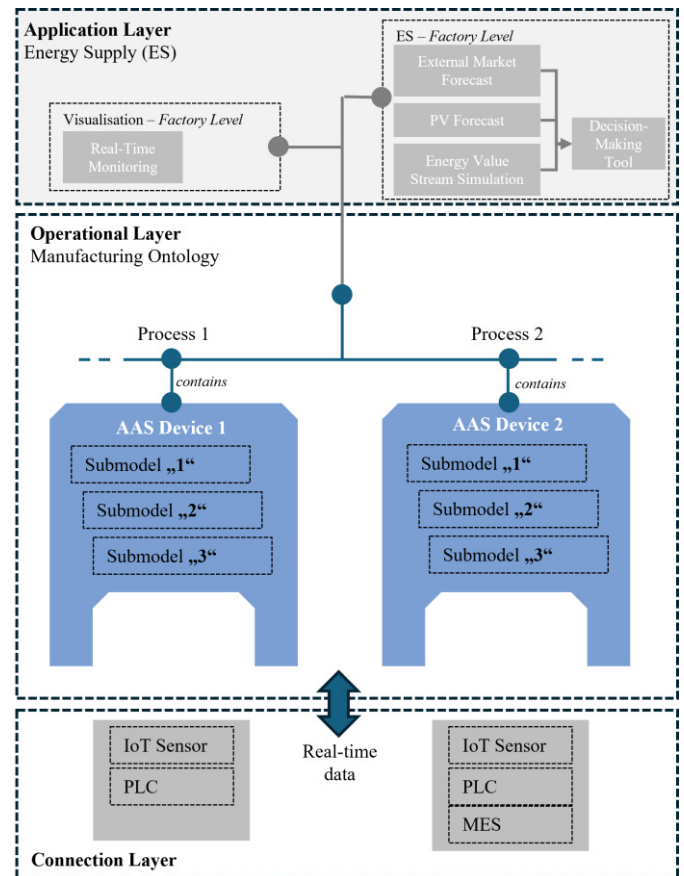 Application Layer
Energy Supply (ES)
Visualisation – Factory Level
Real-Time
Monitoring
ES – Factory Level
External Market
Forecast
PV Forecast
Energy Value
Stream Simulation
Decision-
Making
Tool
Operational Layer
Manufacturing Ontology
Process 1
Process 2
contains
contains
AAS Device 1
Submodel „1“
Submodel „2“
Submodel „3“
AAS Device 2
Submodel „1“
Submodel „2“
Submodel „3“
IoT Sensor
PLC
Real-time
data
IoT Sensor
PLC
MES
Connection Layer